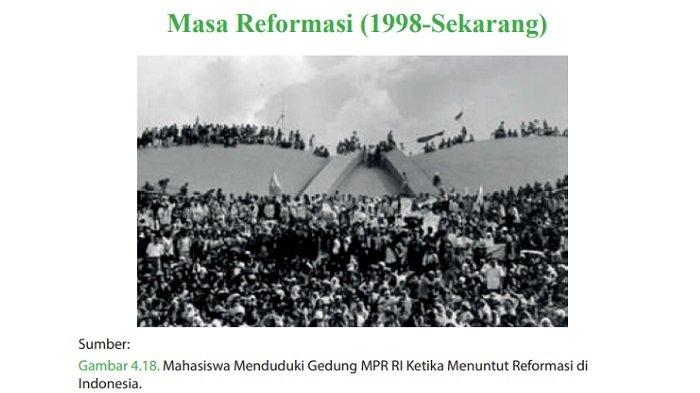 Masa Reformasi (1998-Sekarang)
Sumber:
Gambar 4.18. Mahasiswa Menduduki Gedung MPR RI Ketika Menuntut Reformasi di
Indonesia.